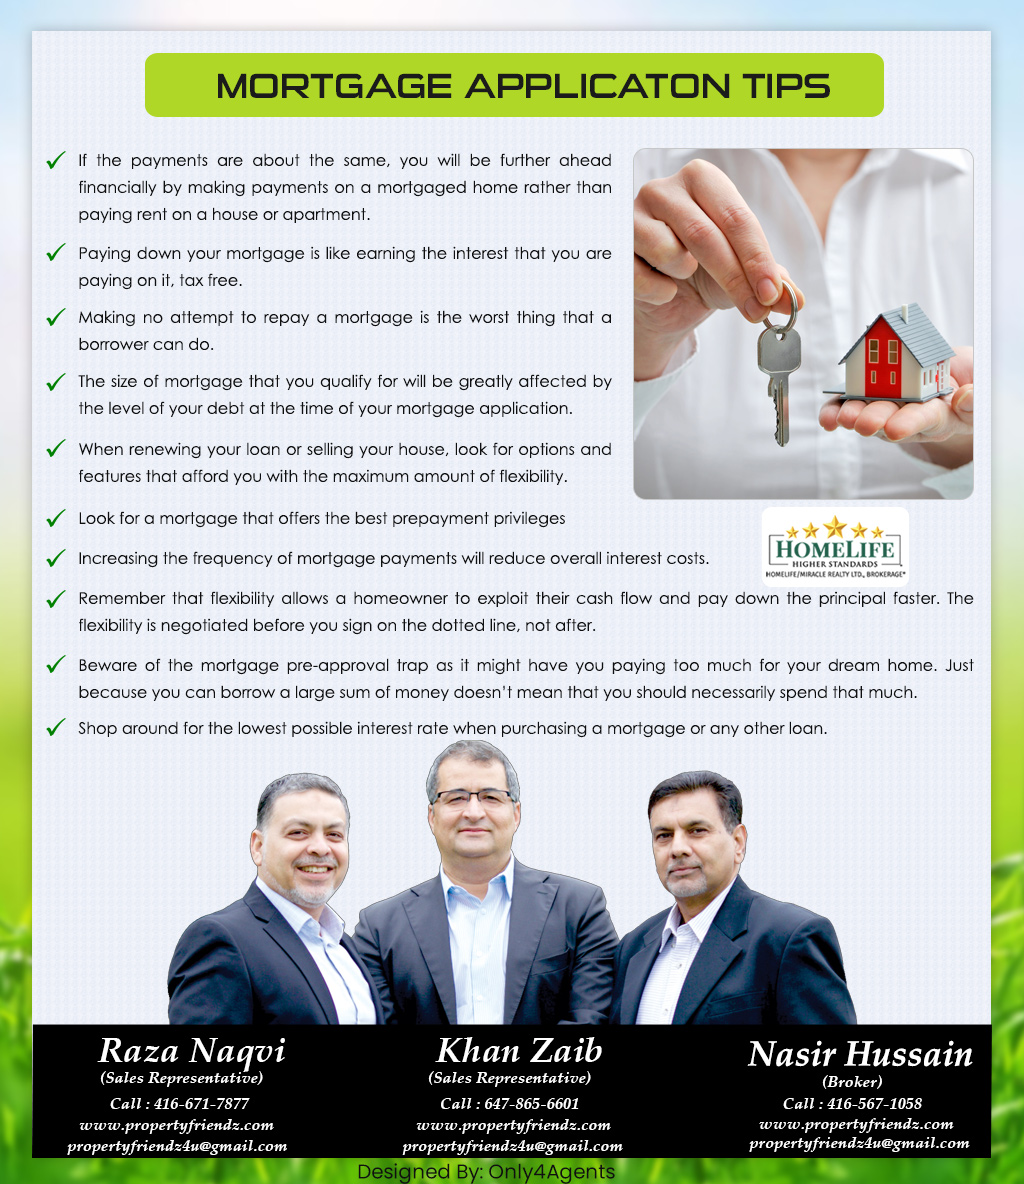 MORTGAGE APPLICATON TIPS
If the payments are about the same, you will be further ahead
financially by making payments on a mortgaged home rather than
paying rent on a house or apartment.
Paying down your mortgage is like earning the interest that you are
paying on it, tax free.
Making no attempt to repay a mortgage is the worst thing that a
borrower can do.
The size of mortgage that you qualify for will be greatly affected by
the level of your debt at the time of your mortgage application.
When renewing your loan or selling your house, look for options and
features that afford you with the maximum amount of flexibility.
Look for a mortgage that offers the best prepayment privileges
Increasing the frequency of mortgage payments will reduce overall interest costs.
HOMELIFE
HIGHER STANDARDS
HOMELIFE/MIRACLE REALTY LTD., BROKERAGE*
Remember that flexibility allows a homeowner to exploit their cash flow and pay down the principal faster. The
flexibility is negotiated before you sign on the dotted line, not after.
Beware of the mortgage pre-approval trap as it might have you paying too much for your dream home. Just
because you can borrow a large sum of money doesn't mean that you should necessarily spend that much.
Shop around for the lowest possible interest rate when purchasing a mortgage or any other loan.
Raza Naqvi
(Sales Representative)
Call : 416-671-7877
www.propertyfriendz.com
propertyfriendz4u@gmail.com
Khan Zaib
(Sales Representative)
Call : 647-865-6601
www.propertyfriendz.com
propertyfriendz4u@gmail.com
Nasir Hussain
(Broker)
Call : 416-567-1058
www.propertyfriendz.com
propertyfriendz4u@gmail.com
Designed By: Only4Agents